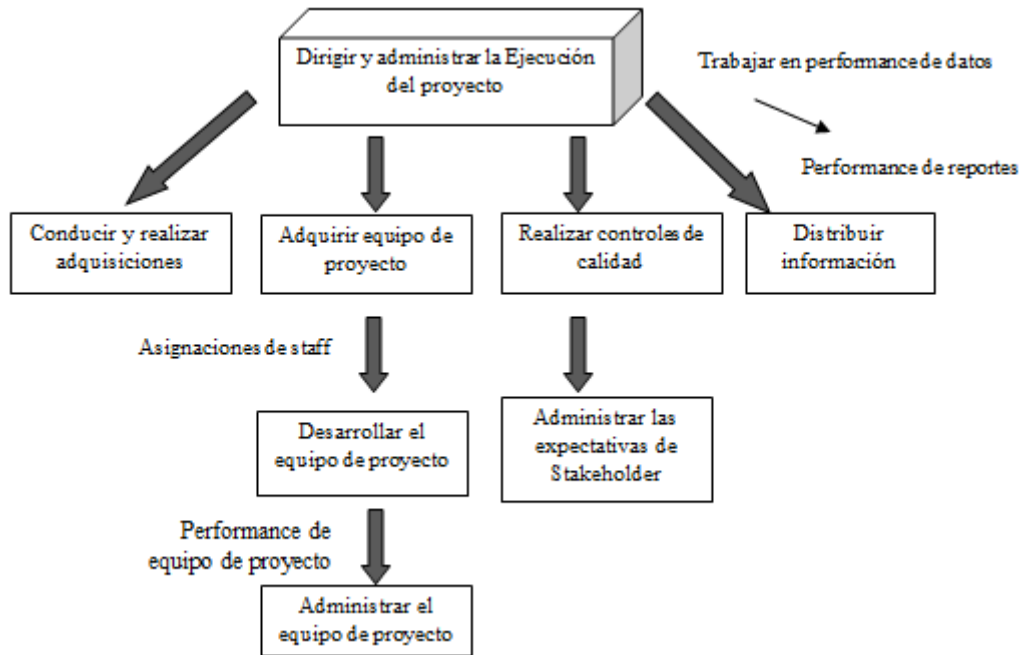 Dirigir y administrar la Ejecución
del proyecto
Trabajar en performance de datos
Performance de reportes
Conducir y realizar
adquisiciones
Adquirir equipo de
proyecto
Realizar controles de
calidad
Distribuir
información
Asignaciones de staff
Desarrollar el
equipo de proyecto
Administrar las
expectativas de
Stakeholder
Performance de
equipo de proyecto
Administrar el
equipo de proyecto